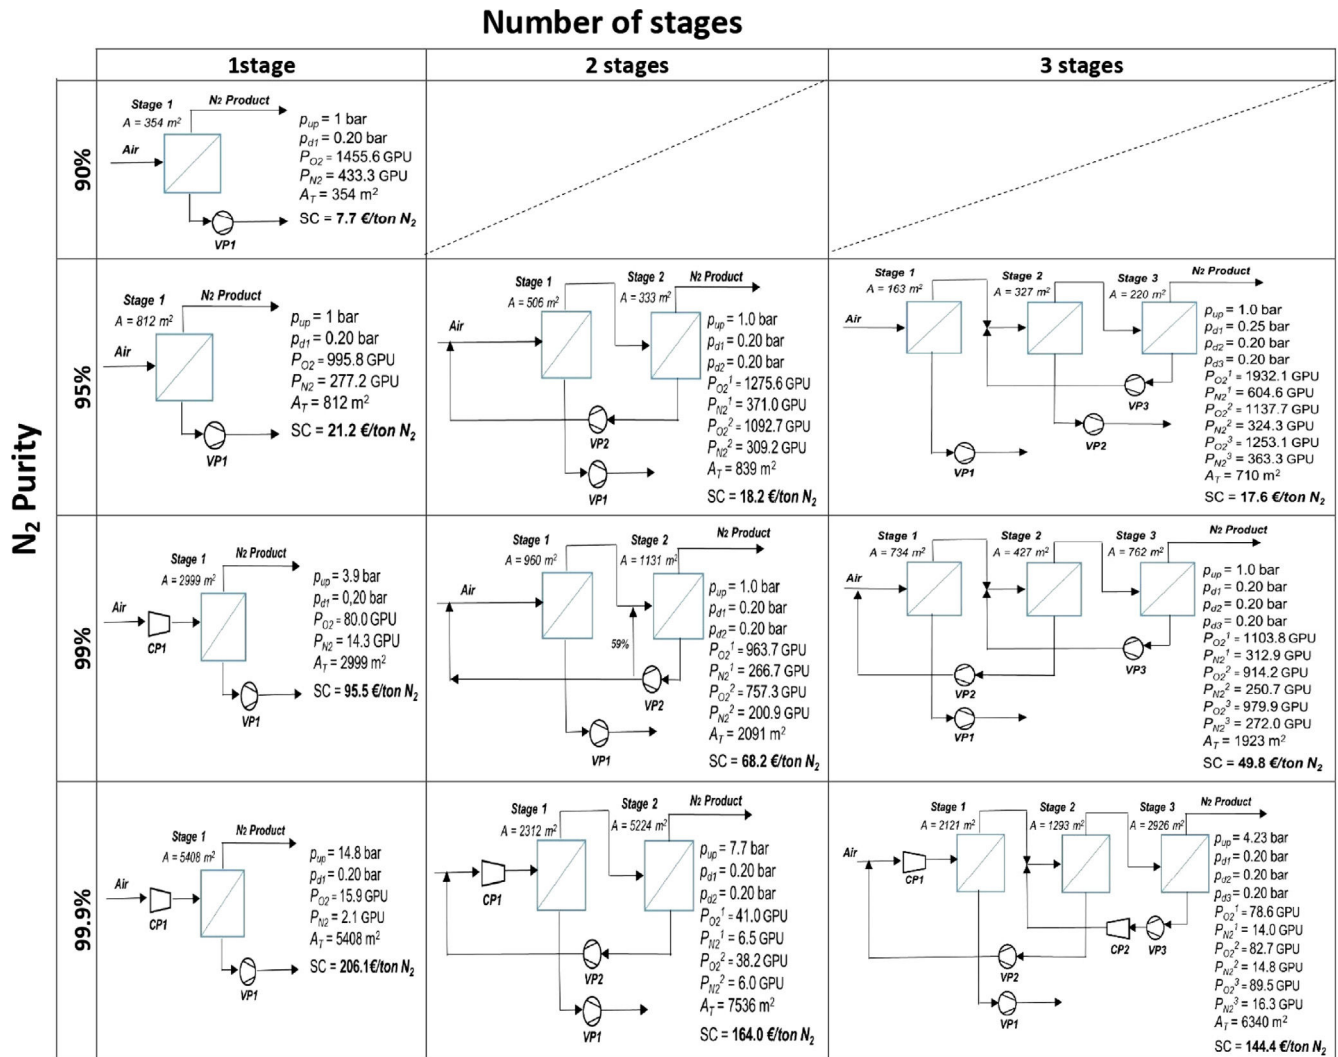 Number of stages
N2 Purity
1stage
2 stages
3 stages
90%
Stage 1
A = 354 m²
N2 Product
Air
VP1
pup = 1 bar
pd1 = 0.20 bar
PO2 = 1455.6 GPU
PN2 = 433.3 GPU
AT = 354 m²
SC = 7.7 €/ton N2
95%
Stage 1
A = 812 m²
N2 Product
Air
VP1
pup = 1 bar
pd1 = 0.20 bar
PO2 = 995.8 GPU
PN2 = 277.2 GPU
AT = 812 m²
SC = 21.2 €/ton N2
Stage 1
A = 506 m²
Stage 2
A = 333 m²
N2 Product
Air
VP2
VP1
pup = 1.0 bar
pd1 = 0.20 bar
pd2 = 0.20 bar
PO2¹ = 1275.6 GPU
PN2¹ = 371.0 GPU
PO2² = 1092.7 GPU
PN2² = 309.2 GPU
AT = 839 m²
SC = 18.2 €/ton N2
Stage 1
A = 163 m²
Stage 2
A = 327 m²
Stage 3
A = 220 m²
N2 Product
Air
VP3
VP2
VP1
pup = 1.0 bar
pd1 = 0.25 bar
pd2 = 0.20 bar
pd3 = 0.20 bar
PO2¹ = 1932.1 GPU
PN2¹ = 604.6 GPU
PO2² = 1137.7 GPU
PN2² = 324.3 GPU
PO2³ = 1253.1 GPU
PN2³ = 363.3 GPU
AT = 710 m²
SC = 17.6 €/ton N2
99%
Stage 1
A = 2999 m²
N2 Product
Air
CP1
VP1
pup = 3.9 bar
pd1 = 0,20 bar
PO2 = 80.0 GPU
PN2 = 14.3 GPU
AT = 2999 m²
SC = 95.5 €/ton N2
Stage 1
A = 960 m²
Stage 2
A = 1131 m²
N2 Product
Air
59%
VP2
VP1
pup = 1.0 bar
pd1 = 0.20 bar
pd2 = 0.20 bar
PO2¹ = 963.7 GPU
PN2¹ = 266.7 GPU
PO2² = 757.3 GPU
PN2² = 200.9 GPU
AT = 2091 m²
SC = 68.2 €/ton N2
Stage 1
A = 734 m²
Stage 2
A = 427 m²
Stage 3
A = 762 m²
N2 Product
Air
VP3
VP2
VP1
pup = 1.0 bar
pd1 = 0.20 bar
pd2 = 0.20 bar
pd3 = 0.20 bar
PO2¹ = 1103.8 GPU
PN2¹ = 312.9 GPU
PO2² = 914.2 GPU
PN2² = 250.7 GPU
PO2³ = 979.9 GPU
PN2³ = 272.0 GPU
AT = 1923 m²
SC = 49.8 €/ton N2
99.9%
Stage 1
A = 5408 m²
N2 Product
Air
CP1
VP1
pup = 14.8 bar
pd1 = 0.20 bar
PO2 = 15.9 GPU
PN2 = 2.1 GPU
AT = 5408 m²
SC = 206.1€/ton N2
Stage 1
A = 2312 m²
Stage 2
A = 5224 m²
N2 Product
Air
CP1
VP2
VP1
pup = 7.7 bar
pd1 = 0.20 bar
pd2 = 0.20 bar
PO2¹ = 41.0 GPU
PN2¹ = 6.5 GPU
PO2² = 38.2 GPU
PN2² = 6.0 GPU
AT = 7536 m²
SC = 164.0 €/ton N2
Stage 1
A = 2121 m²
Stage 2
A = 1293 m²
Stage 3
A = 2926 m²
N2 Product
Air
CP1
CP2
VP3
VP2
VP1
pup = 4.23 bar
pd1 = 0.20 bar
pd2 = 0.20 bar
pd3 = 0.20 bar
PO2¹ = 78.6 GPU
PN2¹ = 14.0 GPU
PO2² = 82.7 GPU
PN2² = 14.8 GPU
PO2³ = 89.5 GPU
PN2³ = 16.3 GPU
AT = 6340 m²
SC = 144.4 €/ton N2